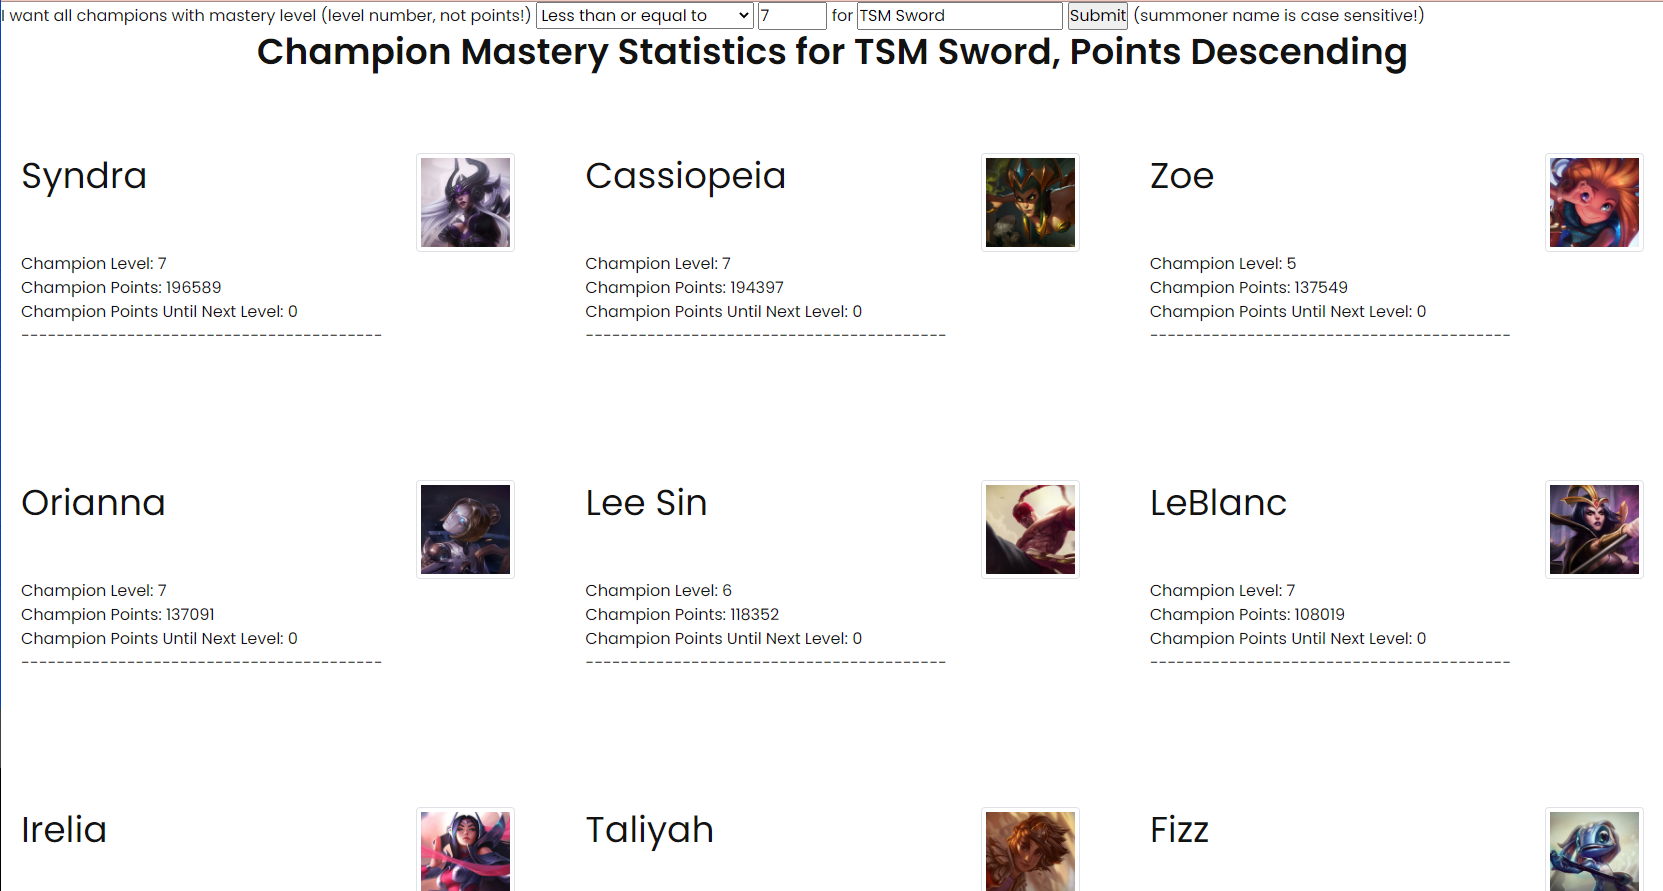 I want all champions with mastery level (level number, not points!) Less than or equal to 7 for TSM Sword Submit (summoner name is case sensitive!)
Champion Mastery Statistics for TSM Sword, Points Descending
Syndra
Champion Level: 7
Champion Points: 196589
Champion Points Until Next Level: 0
-----------------------------------------
Cassiopeia
Champion Level: 7
Champion Points: 194397
Champion Points Until Next Level: 0
-----------------------------------------
Zoe
Champion Level: 5
Champion Points: 137549
Champion Points Until Next Level: 0
-----------------------------------------
Orianna
Champion Level: 7
Champion Points: 137091
Champion Points Until Next Level: 0
-----------------------------------------
Lee Sin
Champion Level: 6
Champion Points: 118352
Champion Points Until Next Level: 0
-----------------------------------------
LeBlanc
Champion Level: 7
Champion Points: 108019
Champion Points Until Next Level: 0
-----------------------------------------
Irelia
Taliyah
Fizz